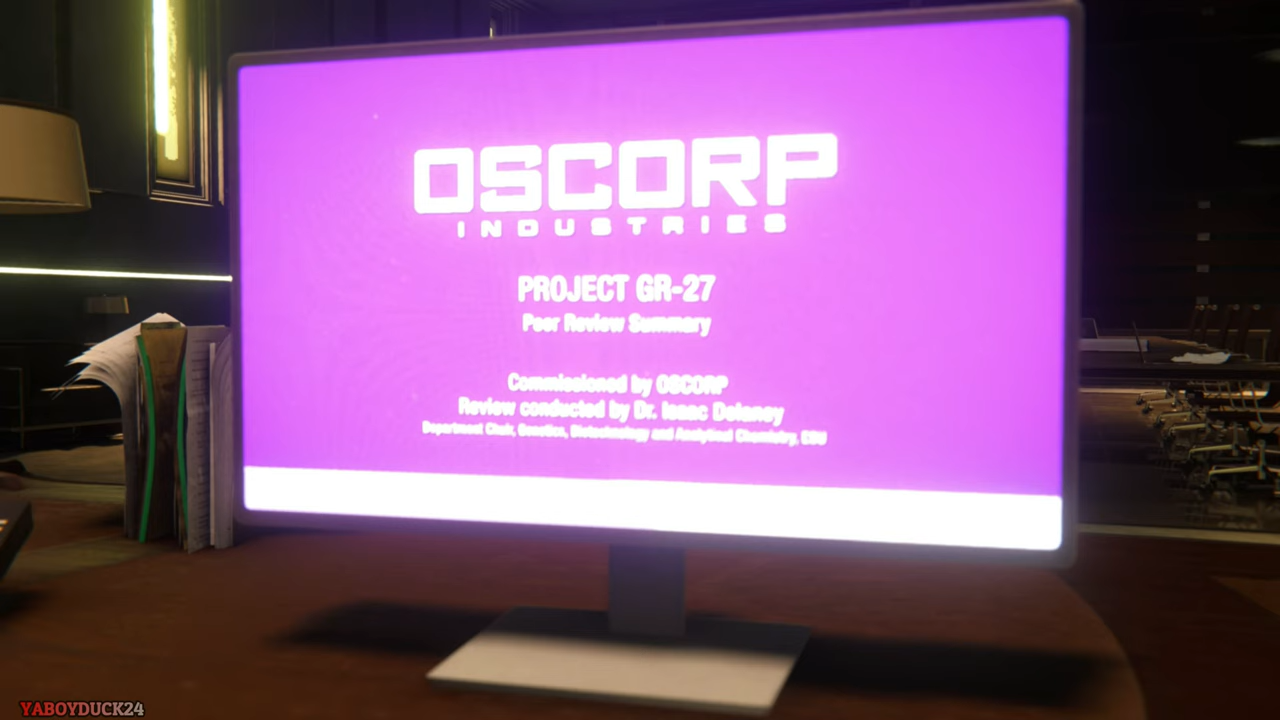 OSCORP
INDUSTRIES
PROJECT GR-27
Peer Review Summary
Commissioned by OSCORP
Review conducted by Dr. Isaac Delaney
Department Chair, Genetics, Biotechnology and Analytical Chemistry, ESU
YABOYDUCK24